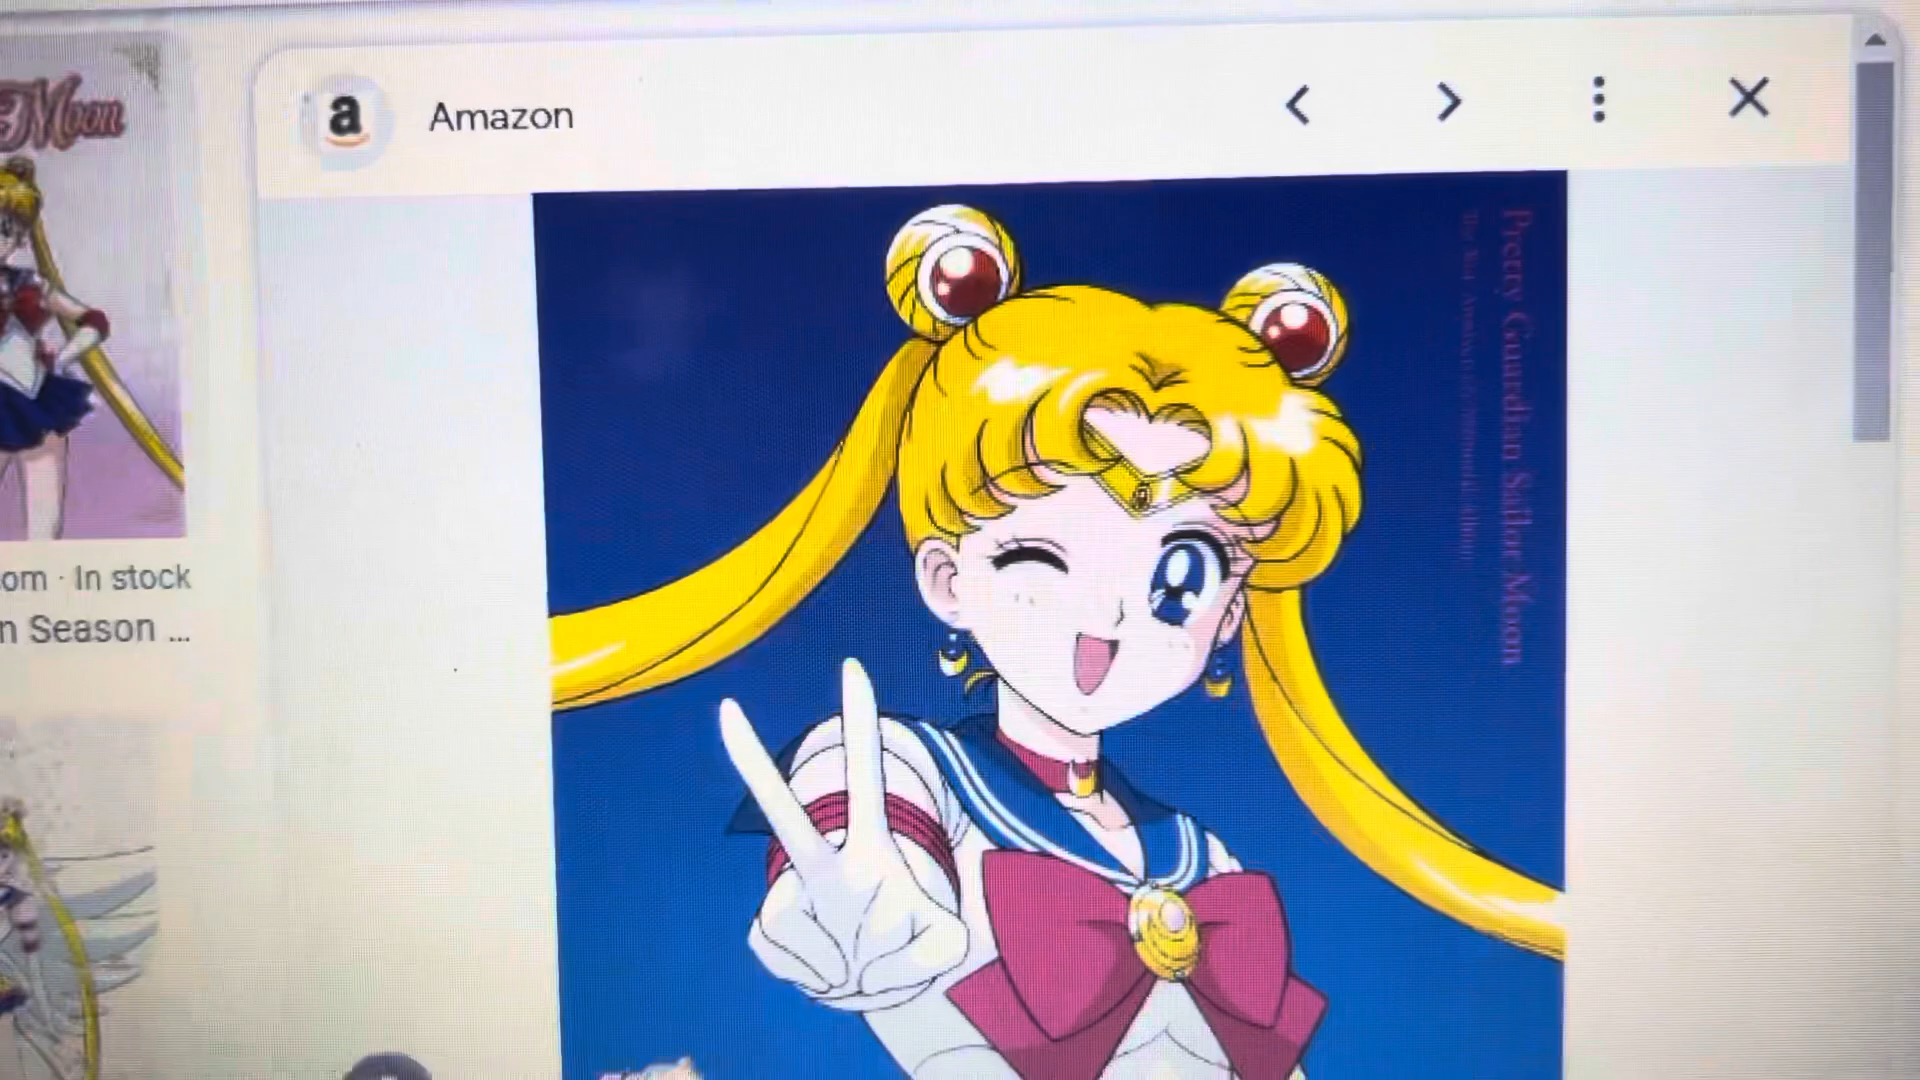 Moon
a
Amazon
Pretty Guardian Sailor Moon
om · In stock
n Season ...